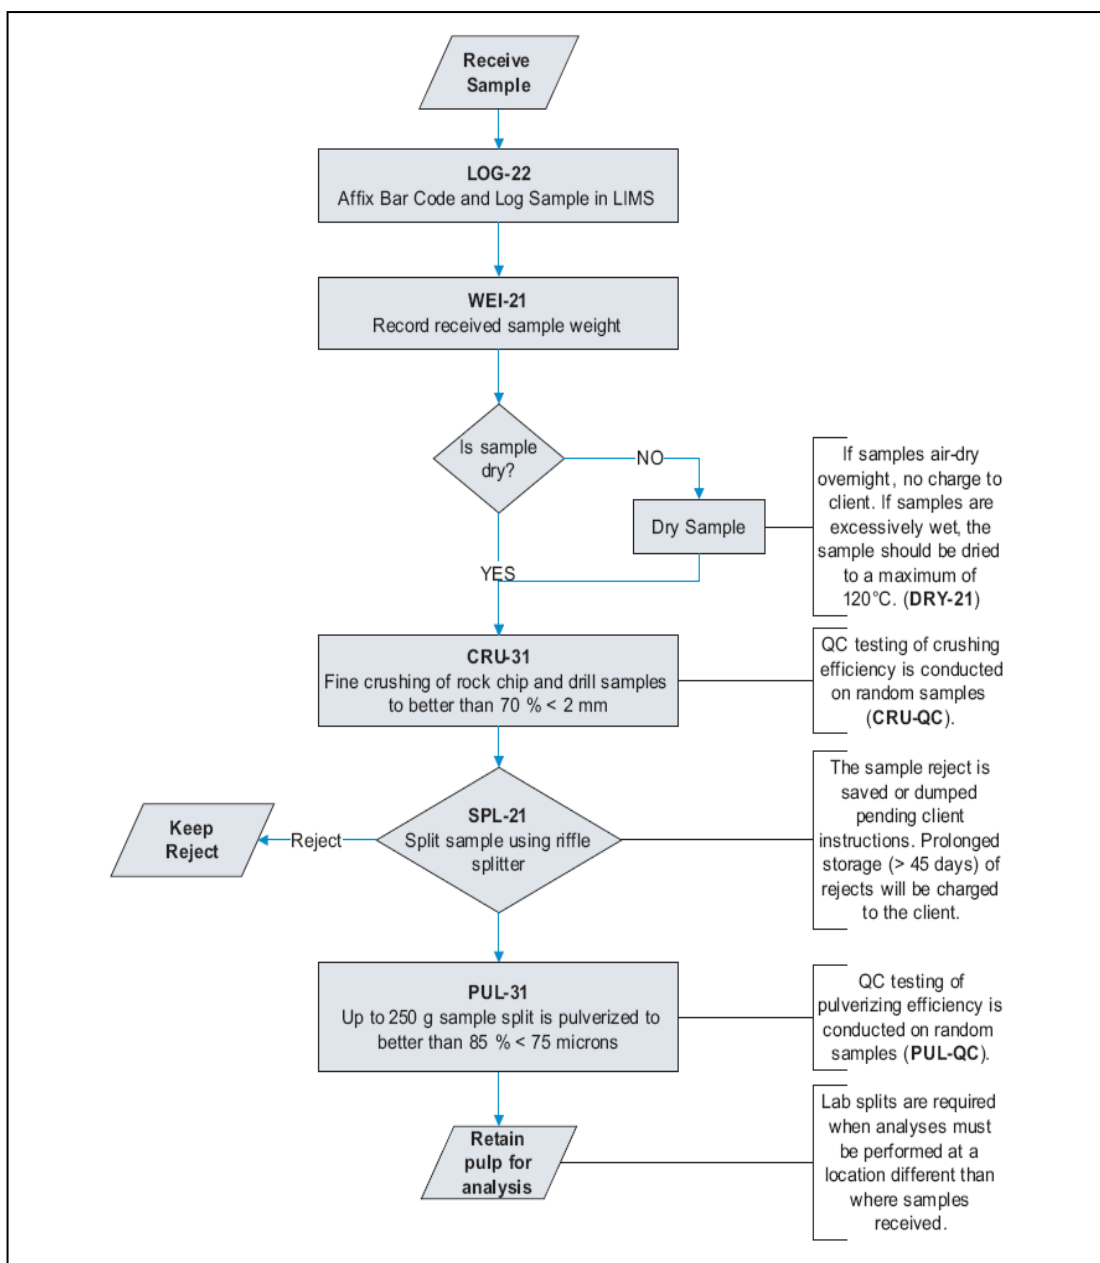 Receive
Sample
LOG-22
Affix Bar Code and Log Sample in LIMS
WEI-21
Record received sample weight
Is sample
dry?
NO
Dry Sample
If samples air-dry
overnight, no charge to
client. If samples are
excessively wet, the
sample should be dried
to a maximum of
120°C. (DRY-21)
YES
CRU-31
Fine crushing of rock chip and drill samples
to better than 70 % < 2 mm
QC testing of crushing
efficiency is conducted
on random samples
(CRU-QC).
SPL-21
Split sample using riffle
splitter
Reject
Keep
Reject
The sample reject is
saved or dumped
pending client
instructions. Prolonged
storage (> 45 days) of
rejects will be charged
to the client.
PUL-31
Up to 250 g sample split is pulverized to
better than 85 % < 75 microns
QC testing of
pulverizing efficiency is
conducted on random
samples (PUL-QC).
Retain
pulp for
analysis
Lab splits are required
when analyses must
be performed at a
location different than
where samples
received.